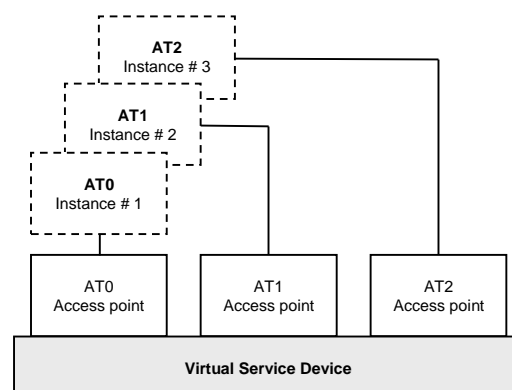 AT2
Instance # 3
AT1
Instance # 2
AT0
Instance # 1
AT0
Access point
AT1
Access point
AT2
Access point
Virtual Service Device